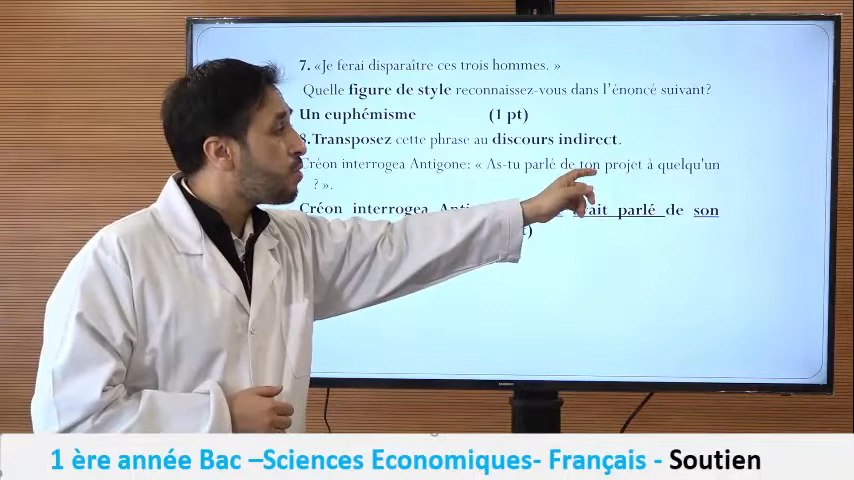 7. «Je ferai disparaître ces trois hommes. »
Quelle figure de style reconnaissez-vous dans l'énoncé suivant?
Un euphémisme (1 pt)
8.Transposez cette phrase au discours indirect.
Créon interrogea Antigone: « As-tu parlé de ton projet à quelqu'un
? ».
Créon interrogea avait parlé de son
1 ère année Bac –Sciences Economiques- Français - Soutien